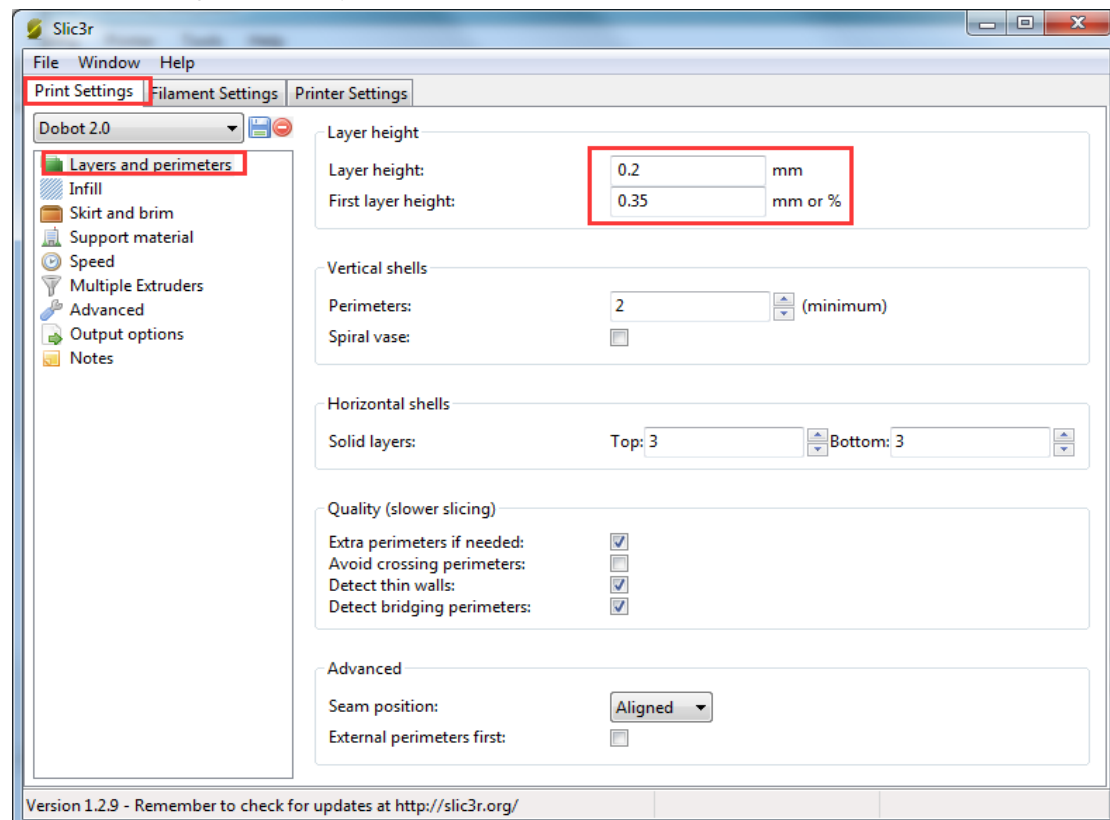 Slic3r
File Window Help
Print Settings Filament Settings Printer Settings
Dobot 2.0
Layers and perimeters
Infill
Skirt and brim
Support material
Speed
Multiple Extruders
Advanced
Output options
Notes
Layer height
Layer height: 0.2 mm
First layer height: 0.35 mm or %
Vertical shells
Perimeters: 2 (minimum)
Spiral vase:
Horizontal shells
Solid layers: Top: 3 Bottom: 3
Quality (slower slicing)
Extra perimeters if needed:
Avoid crossing perimeters:
Detect thin walls:
Detect bridging perimeters:
Advanced
Seam position: Aligned
External perimeters first:
Version 1.2.9 - Remember to check for updates at http://slic3r.org/